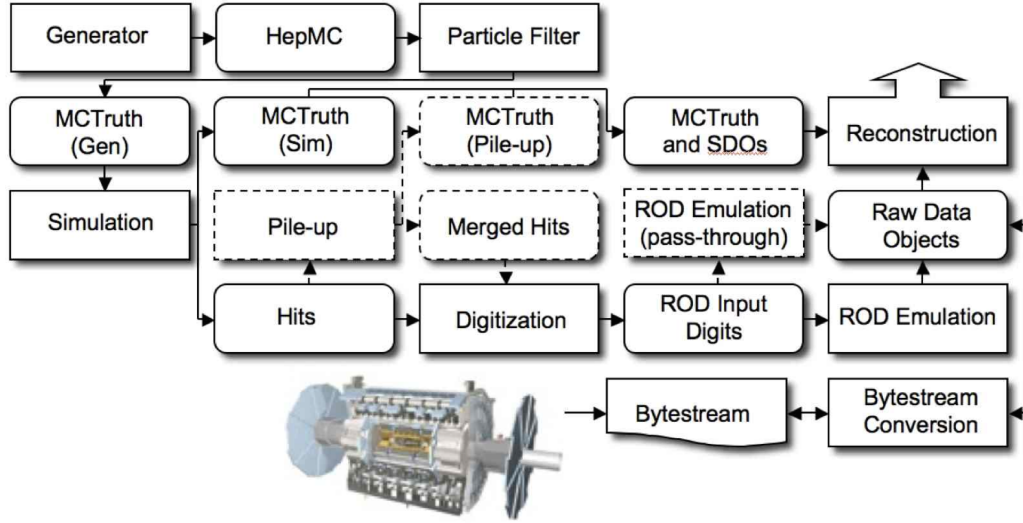 Generator
HepMC
Particle Filter
MCTruth
(Gen)
MCTruth
(Sim)
MCTruth
(Pile-up)
MCTruth
and SDOs
Reconstruction
Simulation
Pile-up
Merged Hits
ROD Emulation
(pass-through)
Raw Data
Objects
Hits
Digitization
ROD Input
Digits
ROD Emulation
Bytestream
Bytestream
Conversion